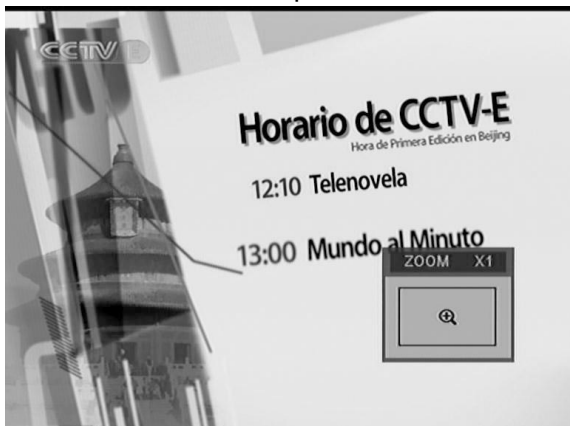 CCTV E
Horario de CCTV-E
Hora de Primera Edición en Beijing
12:10 Telenovela
13:00 Mundo al Minuto
ZOOM X1